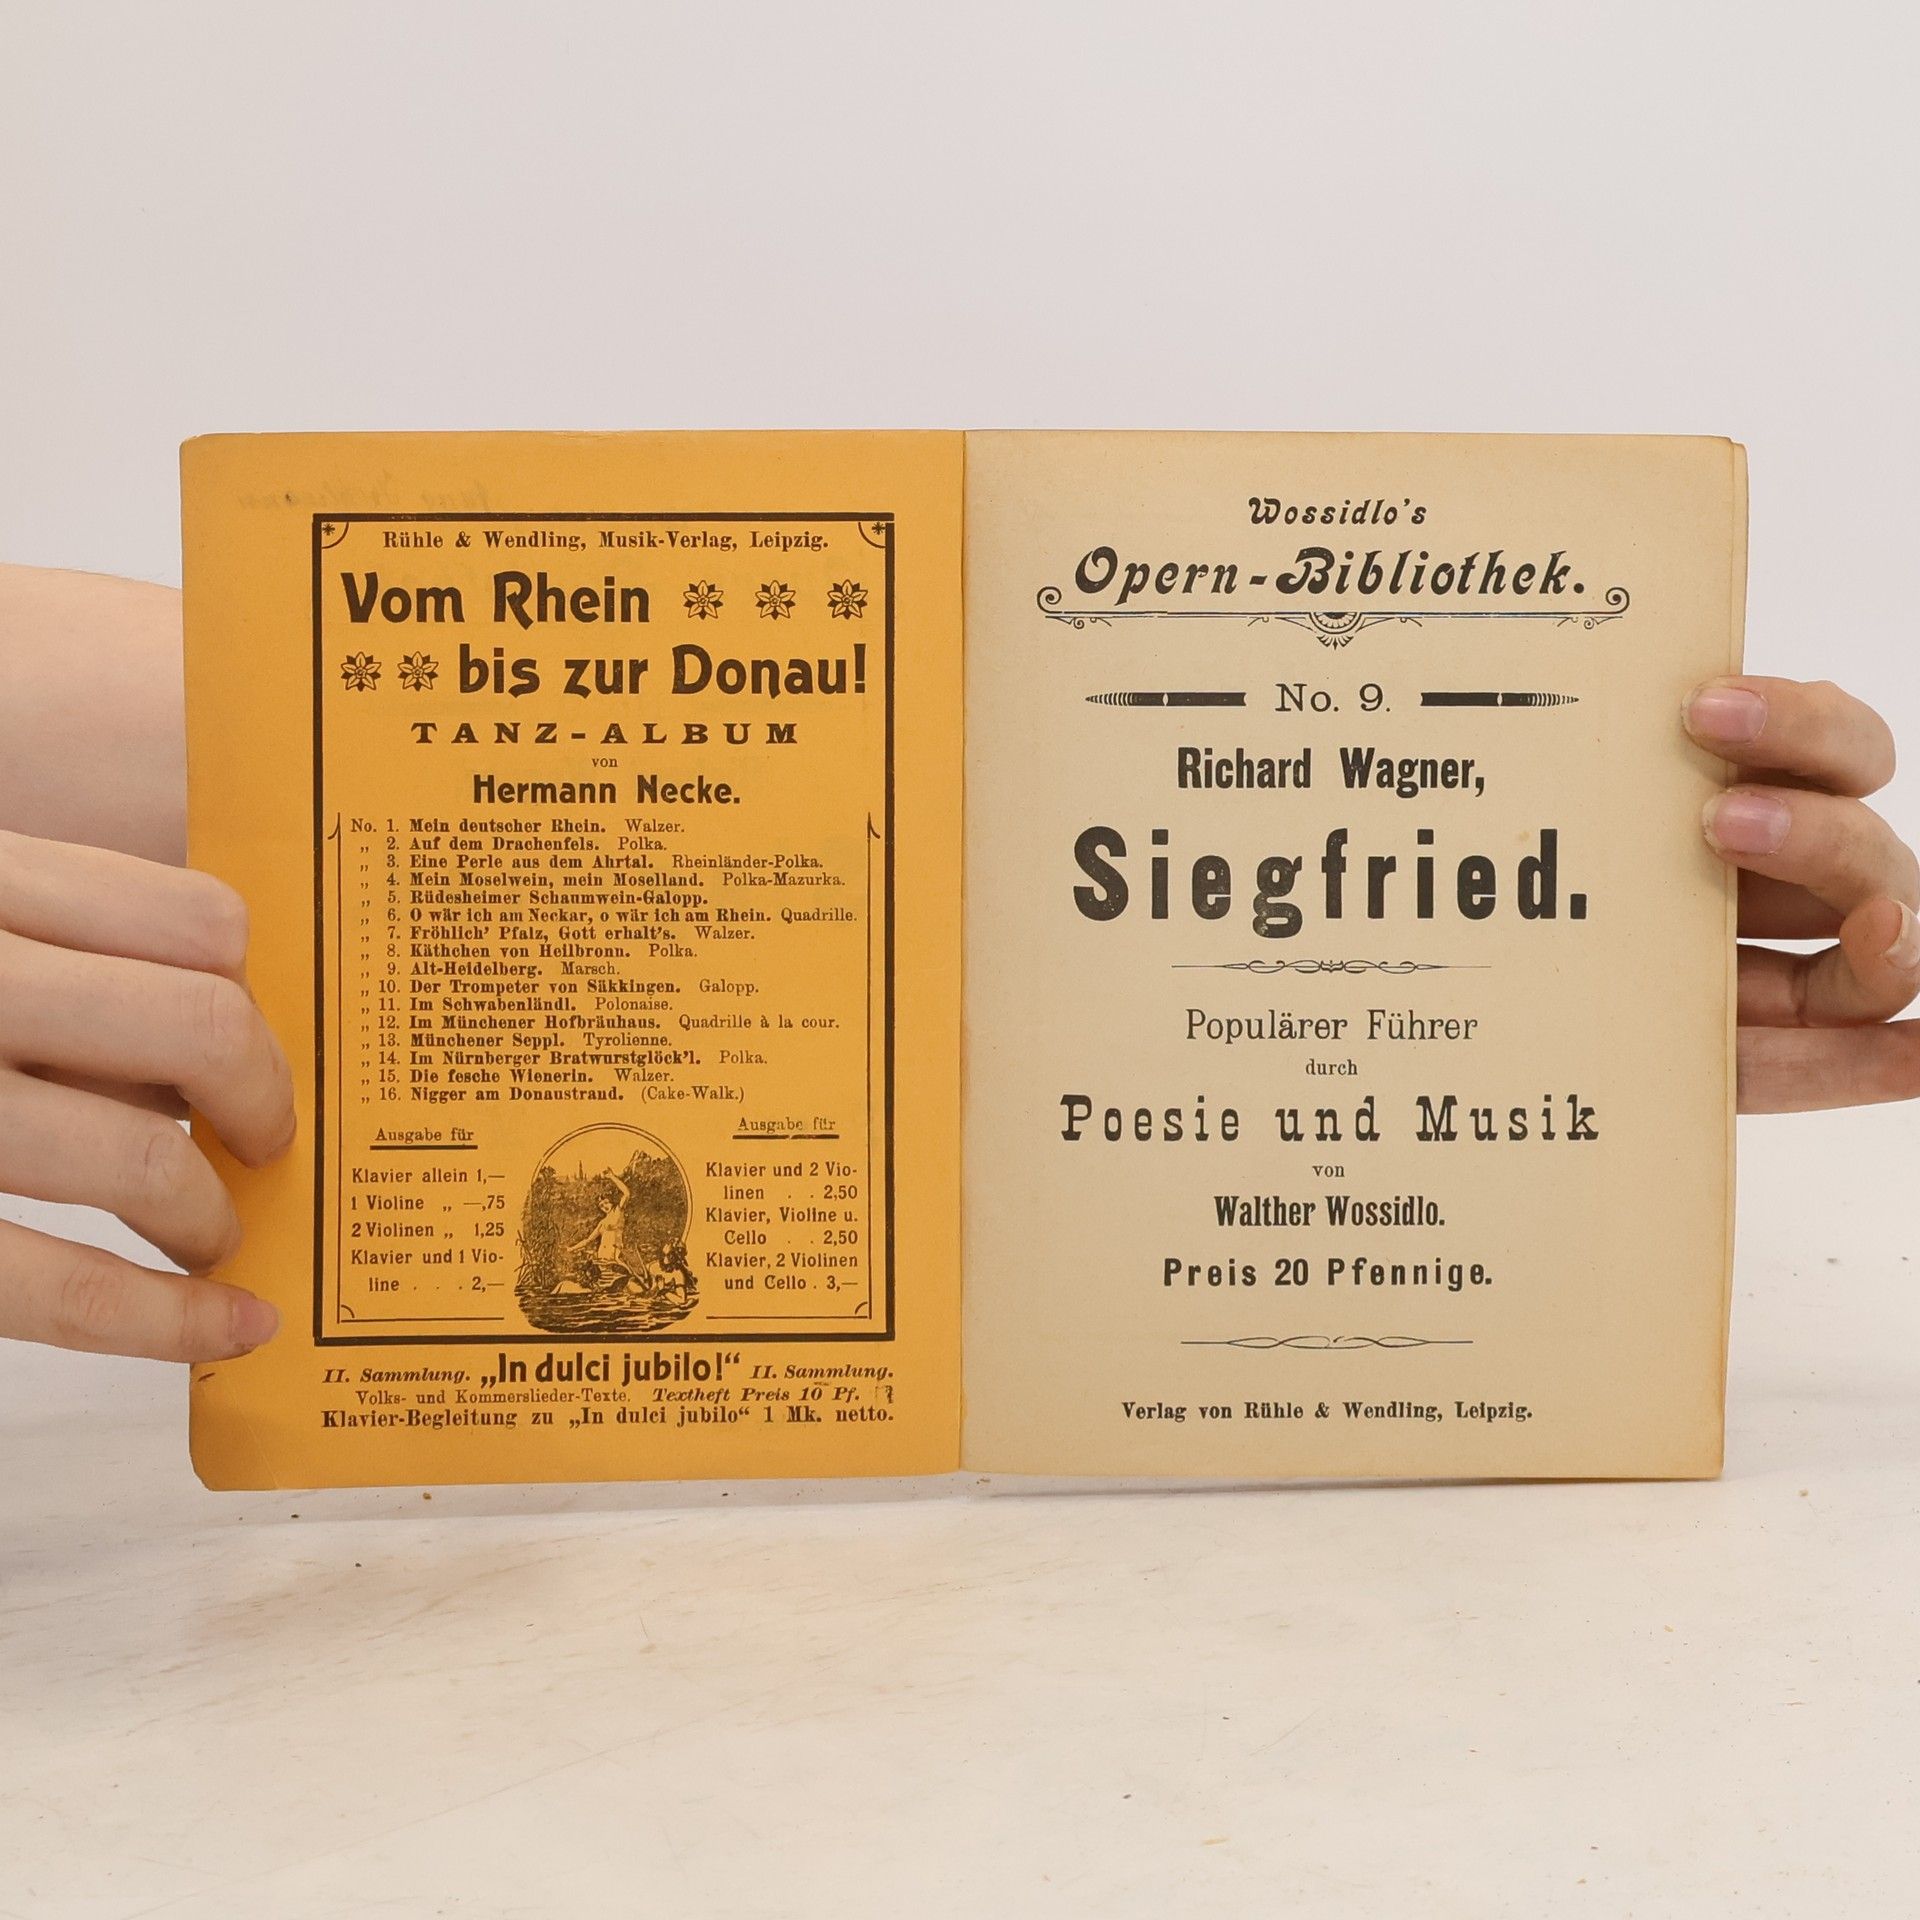 Rühle & Wendling, Musik-Verlag, Leipzig.
Vom Rhein
bis zur Donau!
TANZ-ALBUM
von
Hermann Necke.
No. 1. Mein deutscher Rhein. Walzer.
„ 2. Auf dem Drachenfels. Polka.
„ 3. Eine Perle aus dem Ahrtal. Rheinländer-Polka.
„ 4. Mein Moselwein, mein Moselland. Polka-Mazurka.
„ 5. Rüdesheimer Schaumwein-Galopp.
„ 6. O wär ich am Neckar, o wär ich am Rhein. Quadrille.
„ 7. Fröhlich' Pfalz, Gott erhalt's. Walzer.
„ 8. Käthchen von Heilbronn. Polka.
„ 9. Alt-Heidelberg. Marsch.
„ 10. Der Trompeter von Säkkingen. Galopp.
„ 11. Im Schwabenländl. Polonaise.
„ 12. Im Münchener Hofbräuhaus. Quadrille à la cour.
„ 13. Münchener Seppl. Tyrolienne.
„ 14. Im Nürnberger Bratwurstglöck'l. Polka.
„ 15. Die fesche Wienerin. Walzer.
„ 16. Nigger am Donaustrand. (Cake-Walk.)
Ausgabe für
Klavier allein 1,—
1 Violine „ —,75
2 Violinen „ 1,25
Klavier und 1 Vio-
line . . . 2,—
Ausgabe für
Klavier und 2 Vio-
linen . . 2,50
Klavier, Violine u.
Cello . . 2,50
Klavier, 2 Violinen
und Cello . 3,—
II. Sammlung. „In dulci jubilo!“ II. Sammlung.
Volks- und Kommerslieder-Texte. Textheft Preis 10 Pf.
Klavier-Begleitung zu „In dulci jubilo“ 1 Mk. netto.
Wossidlo's
Opern-Bibliothek.
No. 9.
Richard Wagner,
Siegfried.
Populärer Führer
durch
Poesie und Musik
von
Walther Wossidlo.
Preis 20 Pfennige.
Verlag von Rühle & Wendling, Leipzig.